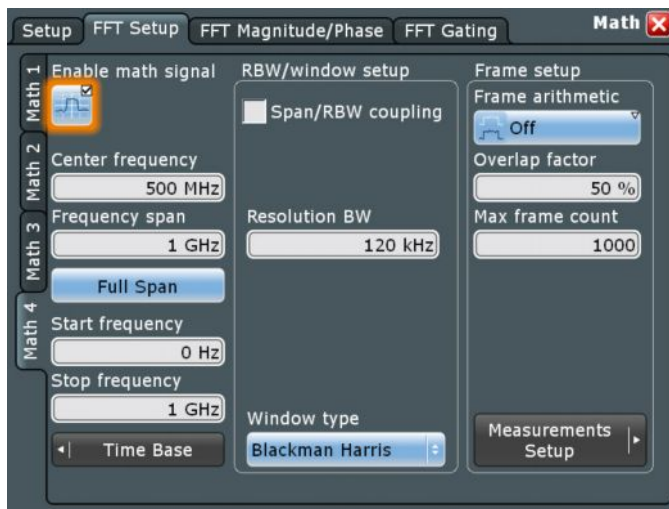 Setup FFT Setup FFT Magnitude/Phase FFT Gating Math
Math 1
Math 2
Math 3
Math 4
Enable math signal
Center frequency
500 MHz
Frequency span
1 GHz
Full Span
Start frequency
0 Hz
Stop frequency
1 GHz
Time Base
RBW/window setup
Span/RBW coupling
Resolution BW
120 kHz
Window type
Blackman Harris
Frame setup
Frame arithmetic
Off
Overlap factor
50 %
Max frame count
1000
Measurements
Setup